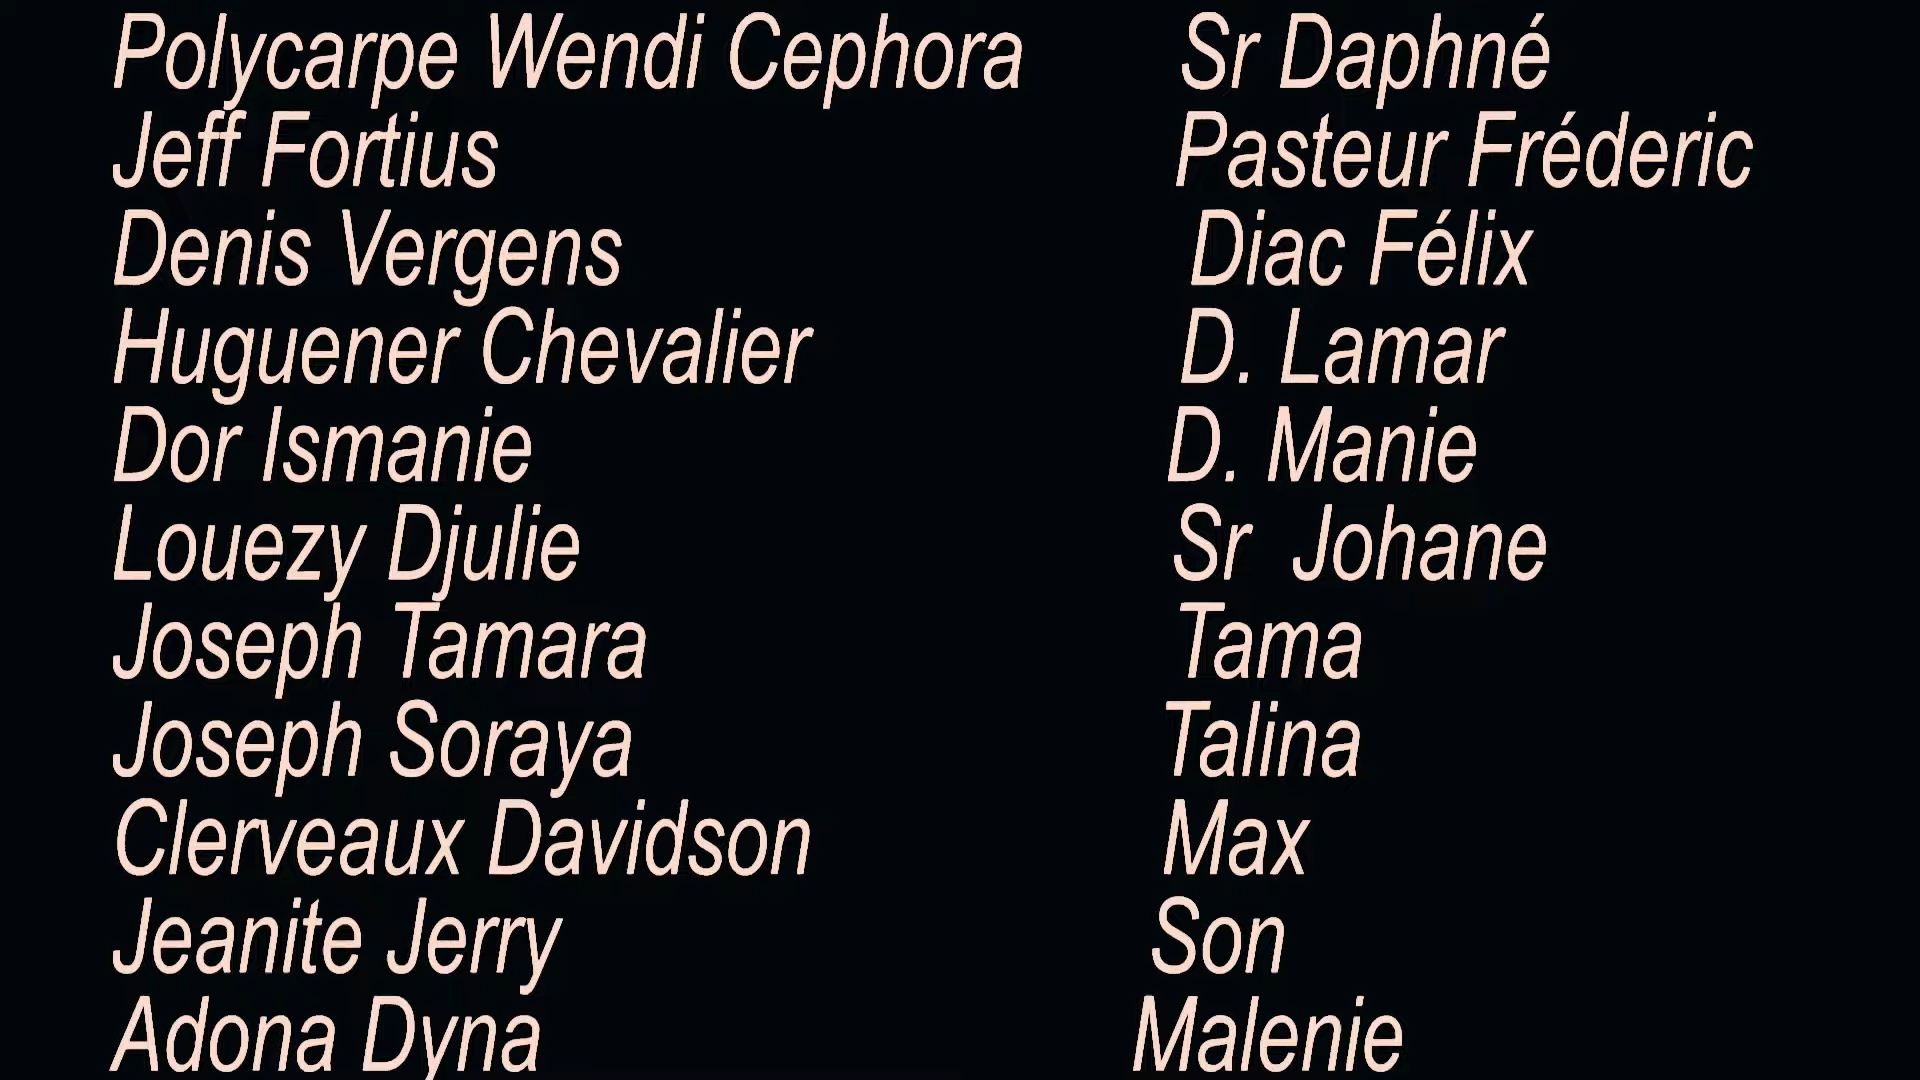 Polycarpe Wendi Cephora Sr Daphné
Jeff Fortius Pasteur Fréderic
Denis Vergens Diac Félix
Huguener Chevalier D. Lamar
Dor Ismanie D. Manie
Louezy Djulie Sr Johane
Joseph Tamara Tama
Joseph Soraya Talina
Clerveaux Davidson Max
Jeanite Jerry Son
Adona Dyna Malenie